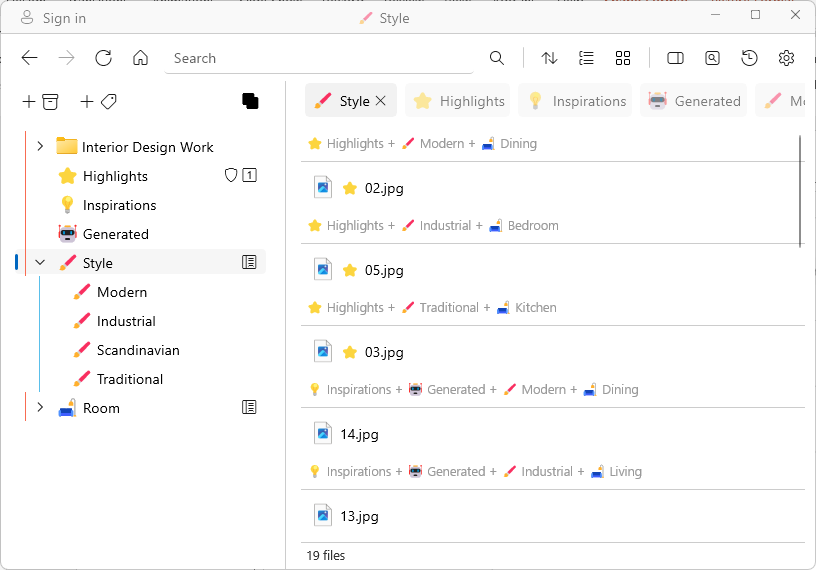 Sign in
Style
Search
Style
Highlights
Inspirations
Generated
Interior Design Work
Highlights
1
Inspirations
Generated
Style
Modern
Industrial
Scandinavian
Traditional
Room
Highlights + Modern + Dining
02.jpg
Highlights + Industrial + Bedroom
05.jpg
Highlights + Traditional + Kitchen
03.jpg
Inspirations + Generated + Modern + Dining
14.jpg
Inspirations + Generated + Industrial + Living
13.jpg
19 files